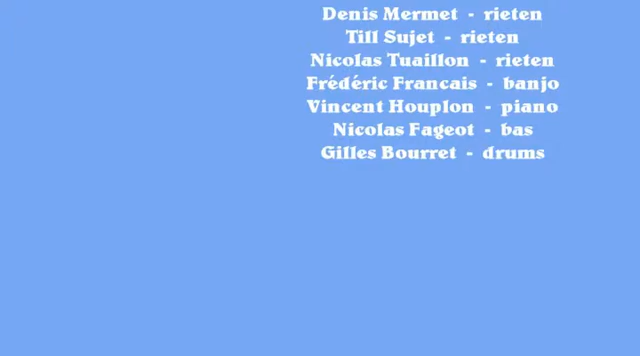 Denis Mermet - rieten
Till Sujet - rieten
Nicolas Tuaillon - rieten
Frédéric Francais - banjo
Vincent Houplon - piano
Nicolas Fageot - bas
Gilles Bourret - drums